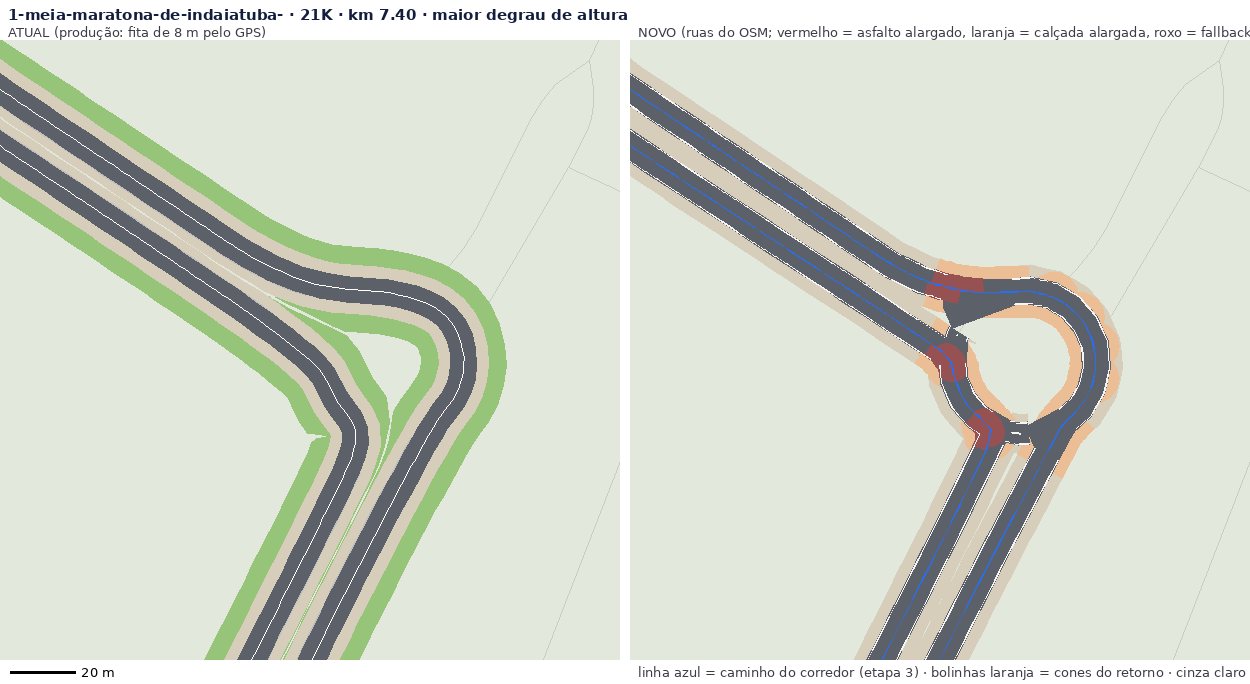 1-meia-maratona-de-indaiatuba- · 21K · km 7.40 · maior degrau de altura
ATUAL (produção: fita de 8 m pelo GPS)
NOVO (ruas do OSM; vermelho = asfalto alargado, laranja = calçada alargada, roxo = fallback
20 m
linha azul = caminho do corredor (etapa 3) · bolinhas laranja = cones do retorno · cinza claro